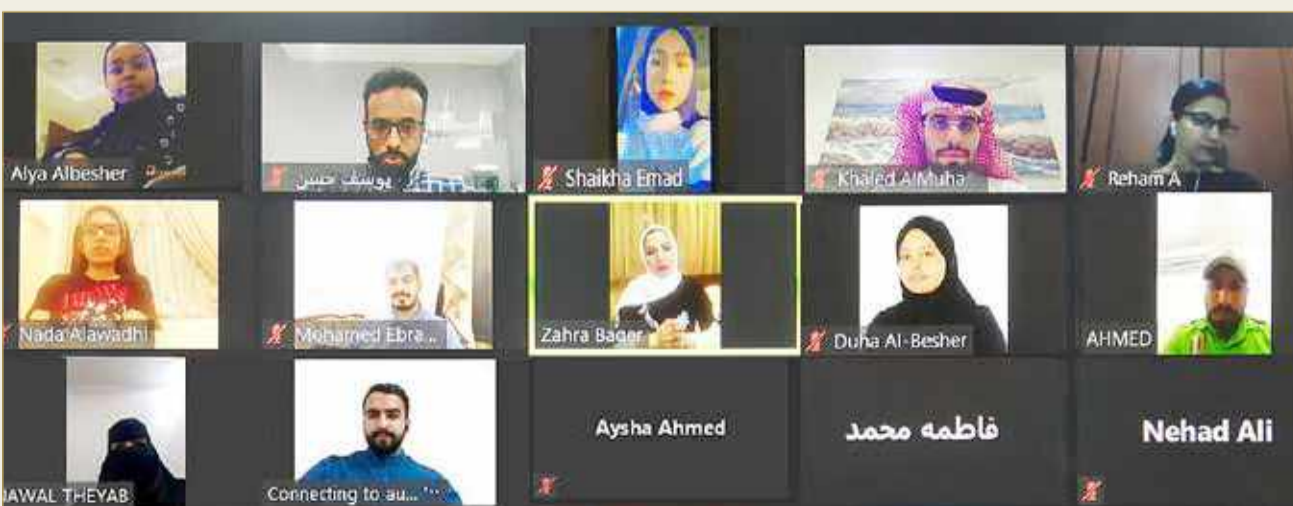 Alya Albesher
يوسف حسن
Shaikha Emad
Khaled AlMuha
Reham A
Nada Alawadhi
Mohamed Ebra...
Zahra Baqer
Duha Al-Besher
AHMED
NAWAL THEYAB
Connecting to au...
Aysha Ahmed
فاطمه محمد
Nehad Ali